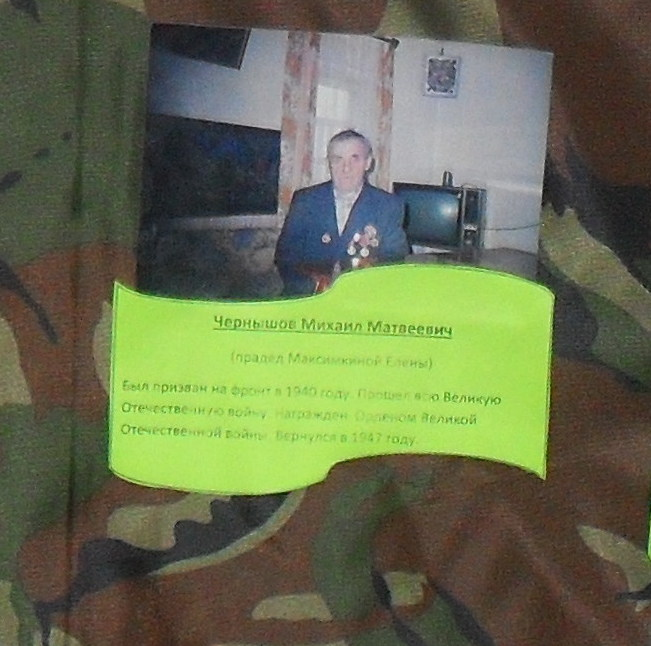 Чернышов Михаил Матвеевич
(прадед Максимкиной Елены)
Был призван на фронт в 1940 году. Прошел всю Великую
Отечественную войну. Награжден Орденом Великой
Отечественной войны. Вернулся в 1947 году.